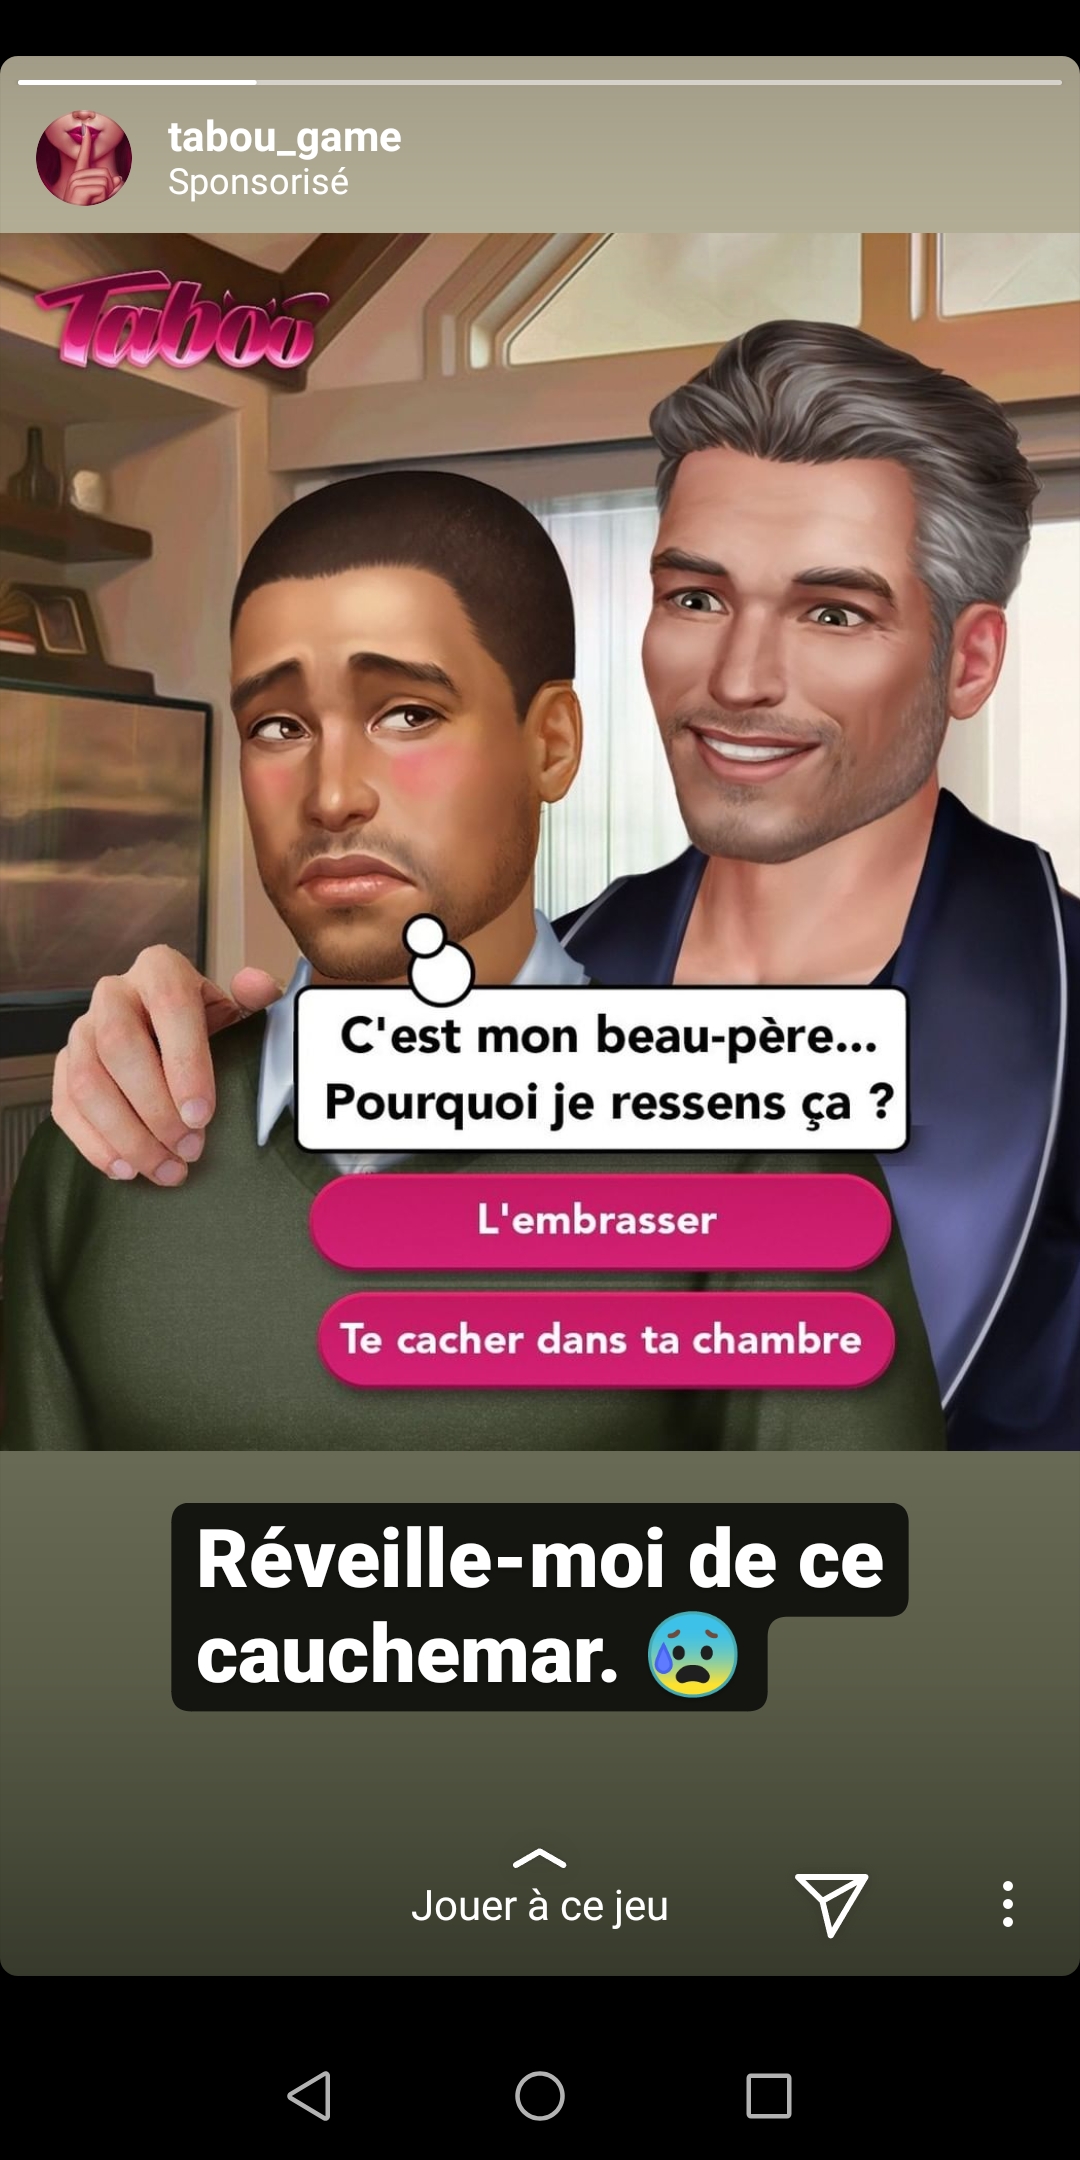 tabou_game
Sponsorisé
Taboo
C'est mon beau-père...
Pourquoi je ressens ça ?
L'embrasser
Te cacher dans ta chambre
Réveille-moi de ce
cauchemar. 😰
Jouer à ce jeu